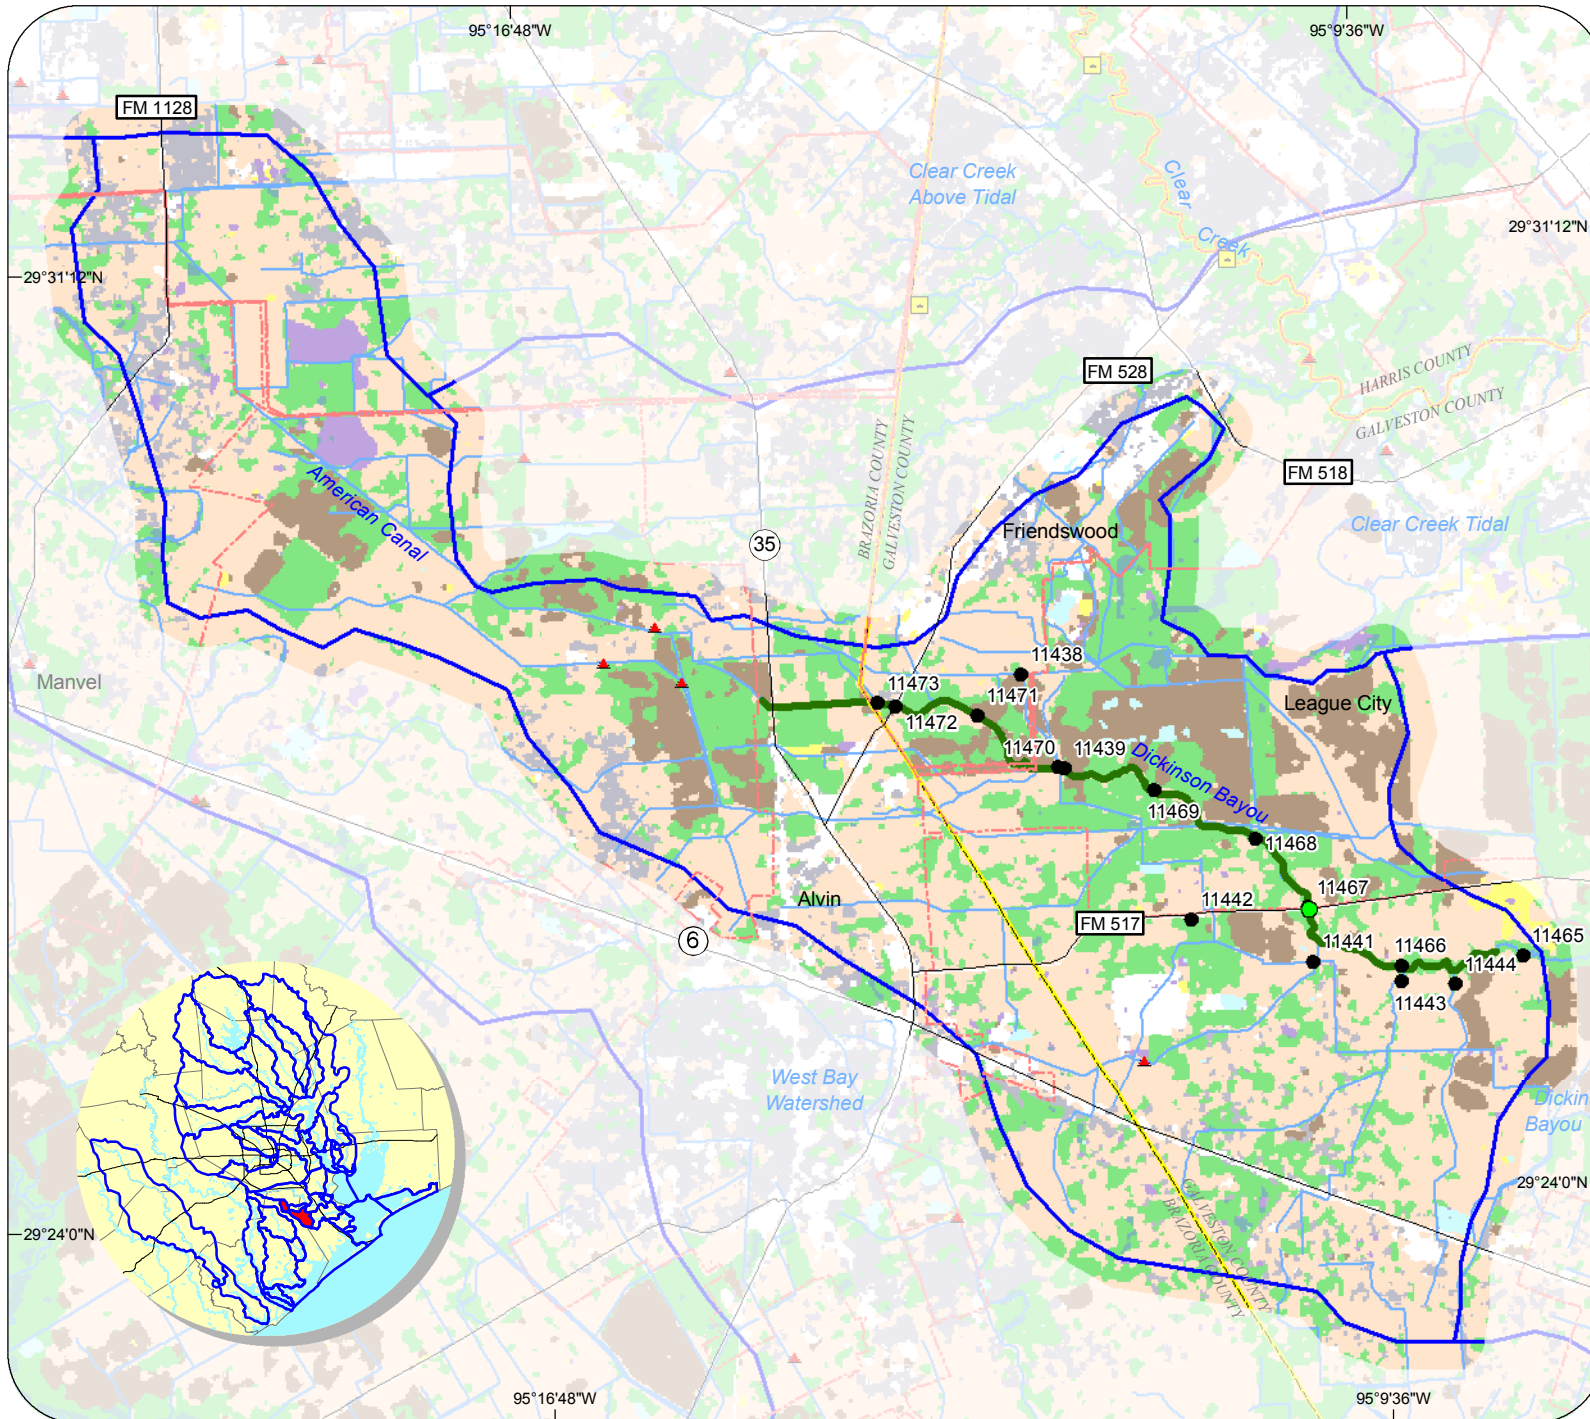 95°16'48"W
95°9'36"W
FM 1128
Clear Creek
Above Tidal
Clear
Creek
29°31'12"N
29°31'12"N
HARRIS COUNTY
GALVESTON COUNTY
FM 528
BRAZORIA COUNTY
GALVESTON COUNTY
FM 518
American Canal
Friendswood
Clear Creek Tidal
35
Manvel
11438
11473
11471
11472
League City
11470
11439
Dickinson Bayou
11469
11468
11467
Alvin
11442
FM 517
6
11441
11466
11465
11444
11443
West Bay
Watershed
Dickin
Bayou
29°24'0"N
GALVESTON COUNTY
BRAZORIA COUNTY
29°24'0"N
95°16'48"W
95°9'36"W